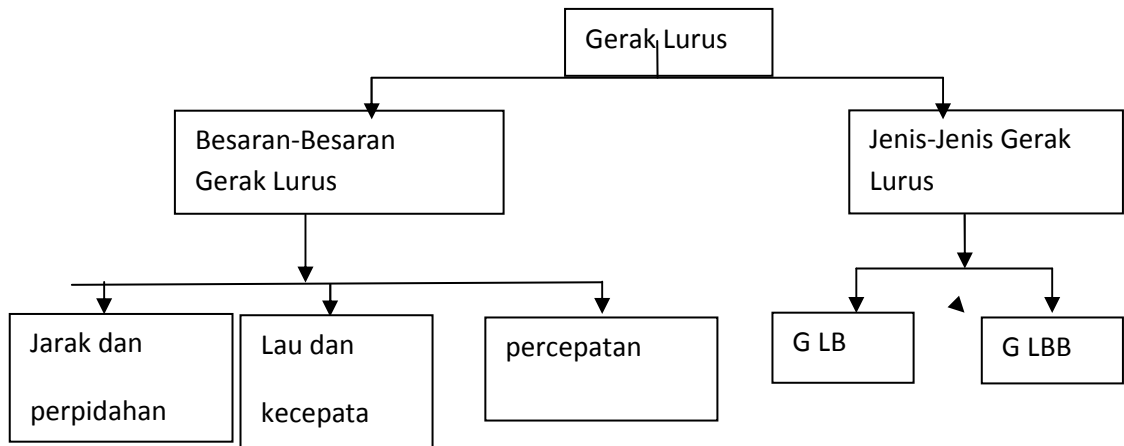 Gerak Lurus
Besaran-Besaran
Gerak Lurus
Jenis-Jenis Gerak
Lurus
Jarak dan
perpidahan
Lau dan
kecepata
percepatan
G LB
G LBB